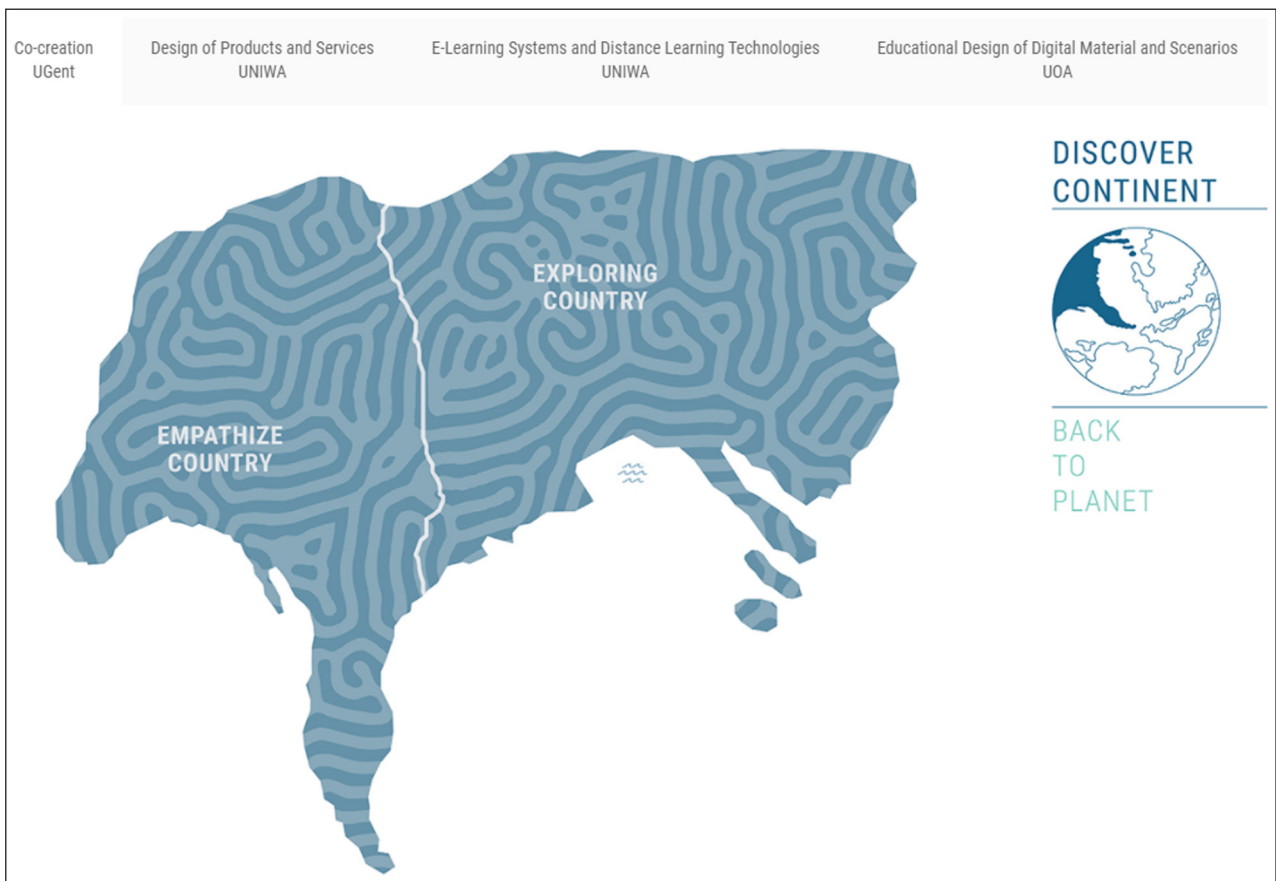 Co-creation
UGent
Design of Products and Services
UNIWA
E-Learning Systems and Distance Learning Technologies
UNIWA
Educational Design of Digital Material and Scenarios
UOA
DISCOVER
CONTINENT
EXPLORING
COUNTRY
EMPATHIZE
COUNTRY
BACK
TO
PLANET